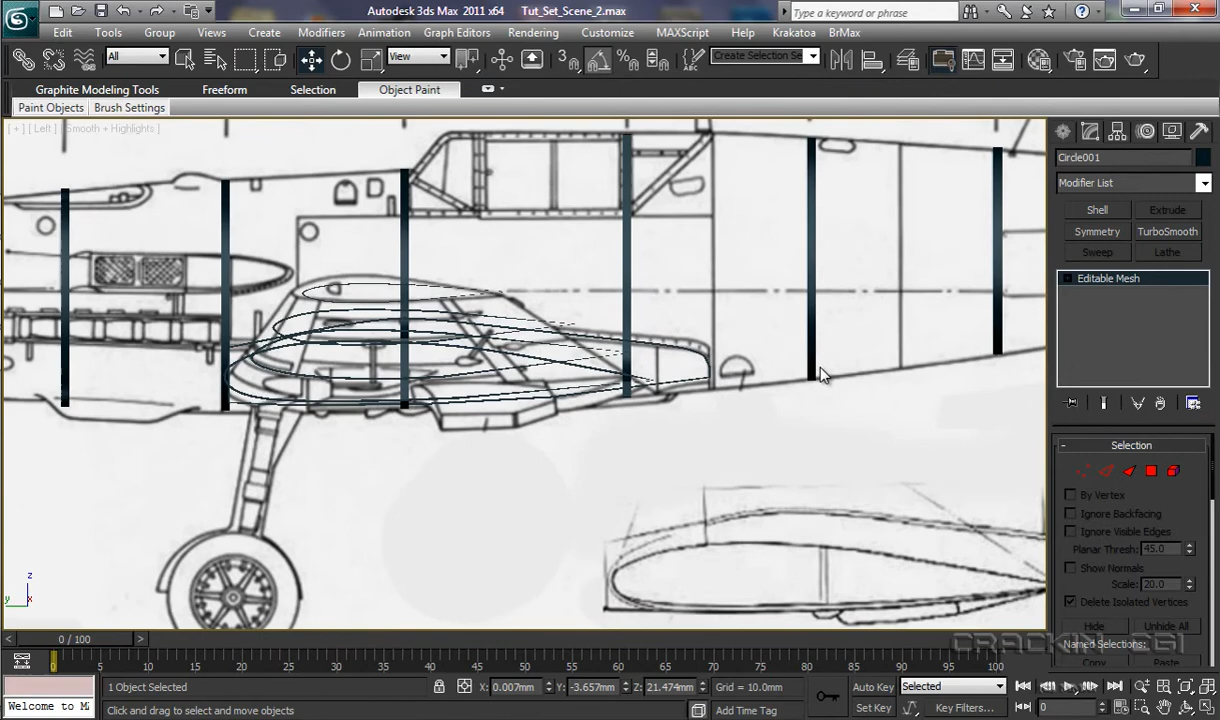 Autodesk 3ds Max 2011 x64 Tut_Set_Scene_2.max
Type a keyword or phrase
Edit Tools Group Views Create Modifiers Animation Graph Editors Rendering Customize MAXScript Help Krakatoa BrMax
All View Create Selection Se
Graphite Modeling Tools Freeform Selection Object Paint
Paint Objects Brush Settings
[ + ] [ Left ] [ Smooth + Highlights ]
Circle001
Modifier List
Shell Extrude
Symmetry TurboSmooth
Sweep Lathe
Editable Mesh
- Selection
By Vertex
Ignore Backfacing
Ignore Visible Edges
Planar Thresh: 45.0
Show Normals
Scale: 20.0
Delete Isolated Vertices
Hide Unhide All
Named Selections:
Copy Paste
CRACKIN CGI
z
y x
< 0 / 100 >
0 5 10 15 20 25 30 35 40 45 50 55 60 65 70 75 80 85 90 95 100
1 Object Selected X: 0.007mm Y: -3.657mm Z: 21.474mm Grid = 10.0mm Auto Key Selected
Welcome to Ma Click and drag to select and move objects Add Time Tag Set Key Key Filters... 0